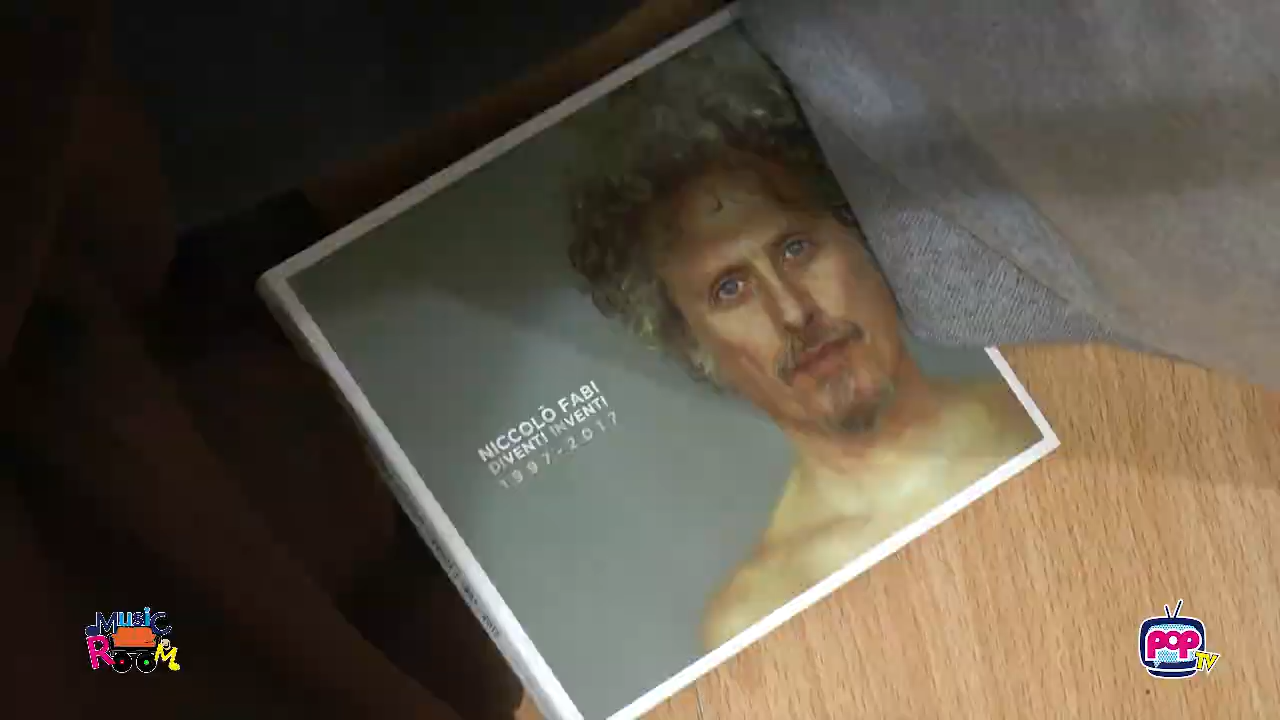 NICCOLÒ FABI
DIVENTI INVENTI
1997-2017
MUSIC
ROOM
POP
TV